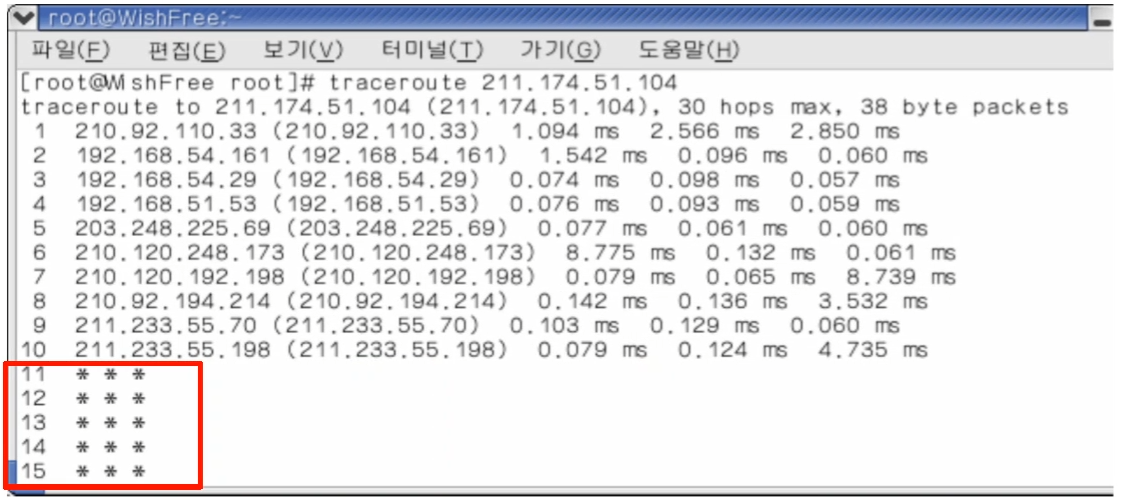 root@WishFree:~
파일(F) 편집(E) 보기(V) 터미널(T) 가기(G) 도움말(H)
[root@WishFree root]# traceroute 211.174.51.104
traceroute to 211.174.51.104 (211.174.51.104), 30 hops max, 38 byte packets
1 210.92.110.33 (210.92.110.33) 1.094 ms 2.566 ms 2.850 ms
2 192.168.54.161 (192.168.54.161) 1.542 ms 0.096 ms 0.060 ms
3 192.168.54.29 (192.168.54.29) 0.074 ms 0.098 ms 0.057 ms
4 192.168.51.53 (192.168.51.53) 0.076 ms 0.093 ms 0.059 ms
5 203.248.225.69 (203.248.225.69) 0.077 ms 0.061 ms 0.060 ms
6 210.120.248.173 (210.120.248.173) 8.775 ms 0.132 ms 0.061 ms
7 210.120.192.198 (210.120.192.198) 0.079 ms 0.065 ms 8.739 ms
8 210.92.194.214 (210.92.194.214) 0.142 ms 0.136 ms 3.532 ms
9 211.233.55.70 (211.233.55.70) 0.103 ms 0.129 ms 0.060 ms
10 211.233.55.198 (211.233.55.198) 0.079 ms 0.124 ms 4.735 ms
11 * * *
12 * * *
13 * * *
14 * * *
15 * * *